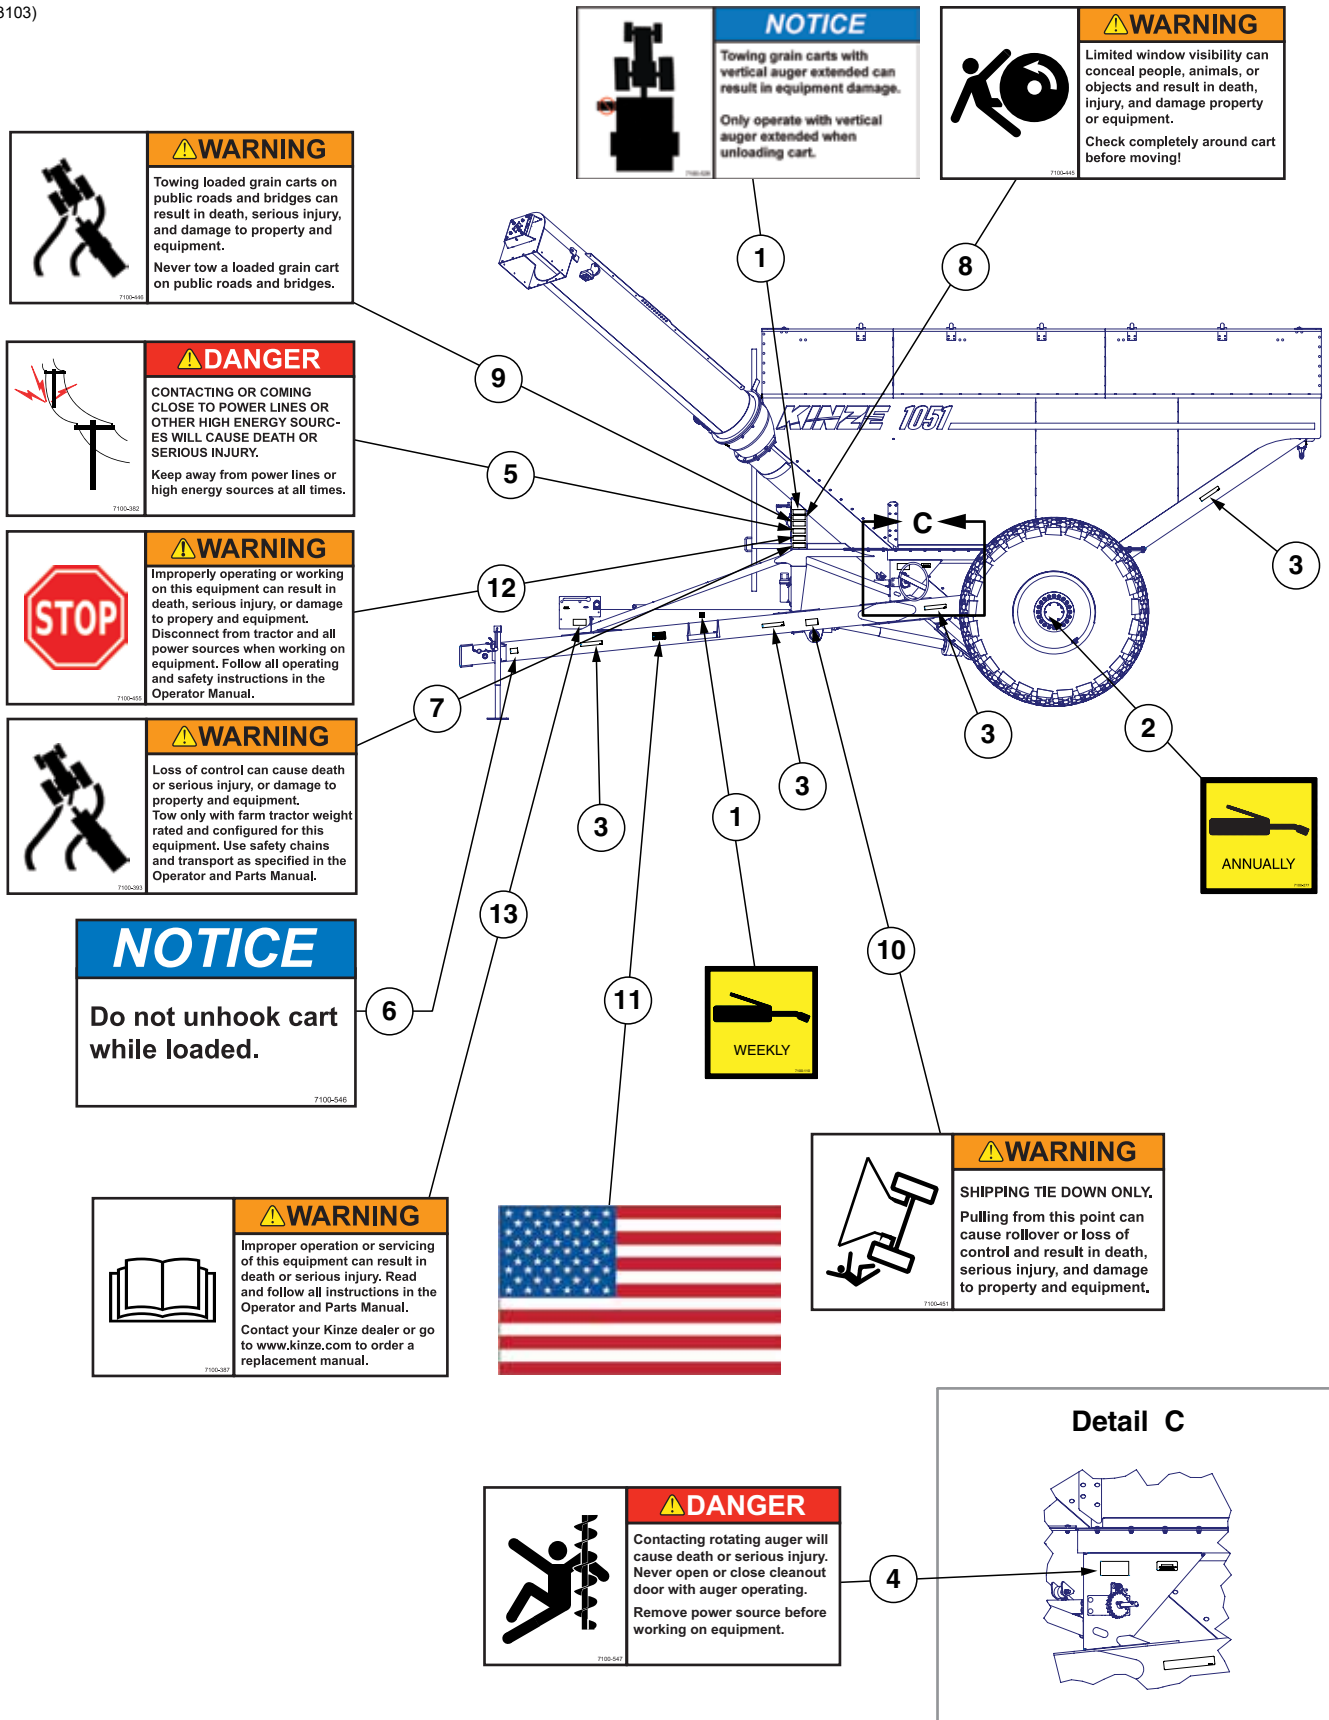 3103)
NOTICE
Towing grain carts with
vertical auger extended can
result in equipment damage.
Only operate with vertical
auger extended when
unloading cart.
WARNING
Limited window visibility can
conceal people, animals, or
objects and result in death,
injury, and damage property
or equipment.
Check completely around cart
before moving!
7100-445
WARNING
Towing loaded grain carts on
public roads and bridges can
result in death, serious injury,
and damage to property and
equipment.
Never tow a loaded grain cart
on public roads and bridges.
7100-446
1
8
9
DANGER
CONTACTING OR COMING
CLOSE TO POWER LINES OR
OTHER HIGH ENERGY SOURC-
ES WILL CAUSE DEATH OR
SERIOUS INJURY.
Keep away from power lines or
high energy sources at all times.
7100-382
5
KINZE 1051
C
3
WARNING
STOP
Improperly operating or working
on this equipment can result in
death, serious injury, or damage
to propery and equipment.
Disconnect from tractor and all
power sources when working on
equipment. Follow all operating
and safety instructions in the
Operator Manual.
7100-455
12
7
WARNING
Loss of control can cause death
or serious injury, or damage to
property and equipment.
Tow only with farm tractor weight
rated and configured for this
equipment. Use safety chains
and transport as specified in the
Operator and Parts Manual.
7100-393
3
3
1
3
2
ANNUALLY
13
10
NOTICE
Do not unhook cart
while loaded.
7100-546
6
11
WEEKLY
WARNING
SHIPPING TIE DOWN ONLY.
Pulling from this point can
cause rollover or loss of
control and result in death,
serious injury, and damage
to property and equipment.
7100-451
WARNING
Improper operation or servicing
of this equipment can result in
death or serious injury. Read
and follow all instructions in the
Operator and Parts Manual.
Contact your Kinze dealer or go
to www.kinze.com to order a
replacement manual.
7100-387
Detail C
DANGER
Contacting rotating auger will
cause death or serious injury.
Never open or close cleanout
door with auger operating.
Remove power source before
working on equipment.
7100-547
4